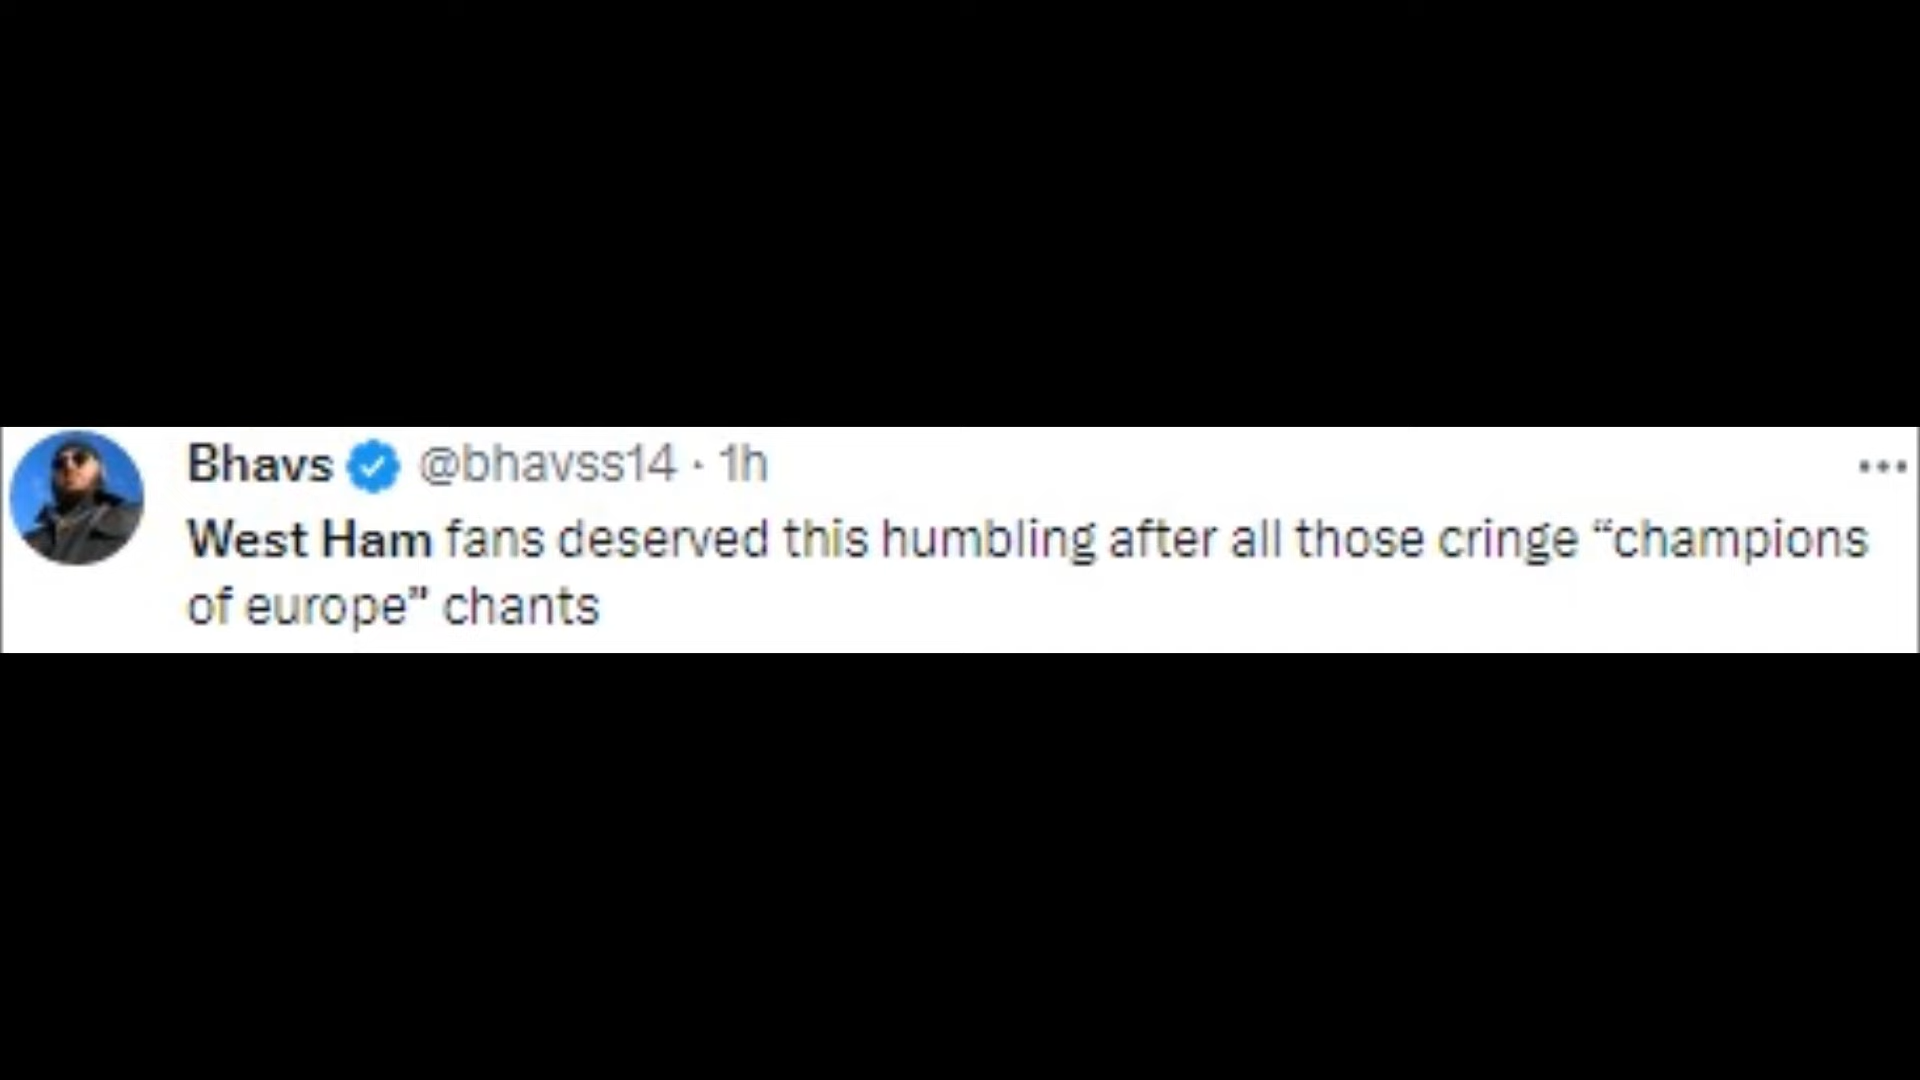 Bhavs @bhavss14 · 1h
West Ham fans deserved this humbling after all those cringe “champions
of europe” chants